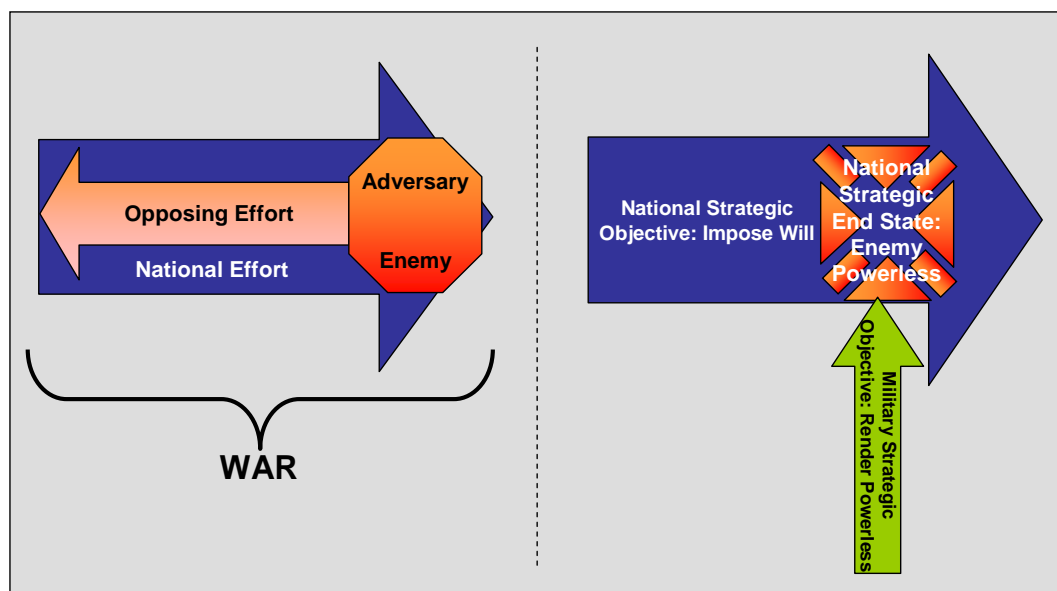 Adversary
Opposing Effort
Enemy
National Effort
WAR
National Strategic
Objective: Impose Will
National
Strategic
End State:
Enemy
Powerless
Military Strategic
Objective: Render Powerless